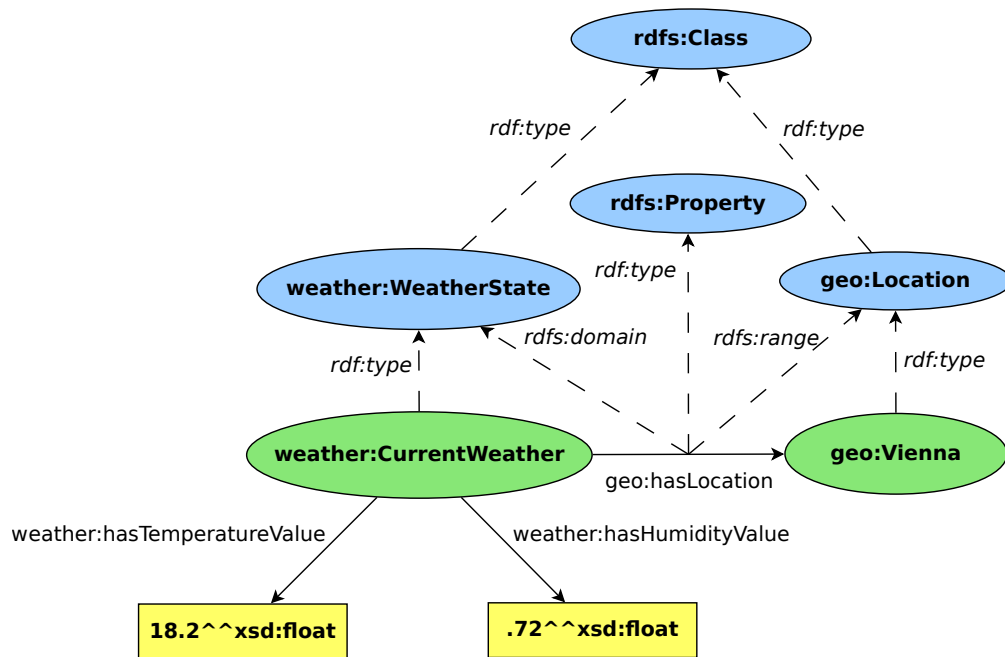 rdfs:Class
rdf:type
rdf:type
rdfs:Property
rdf:type
weather:WeatherState
geo:Location
rdfs:domain
rdfs:range
rdf:type
rdf:type
weather:CurrentWeather
geo:Vienna
geo:hasLocation
weather:hasTemperatureValue
weather:hasHumidityValue
18.2^^xsd:float
.72^^xsd:float